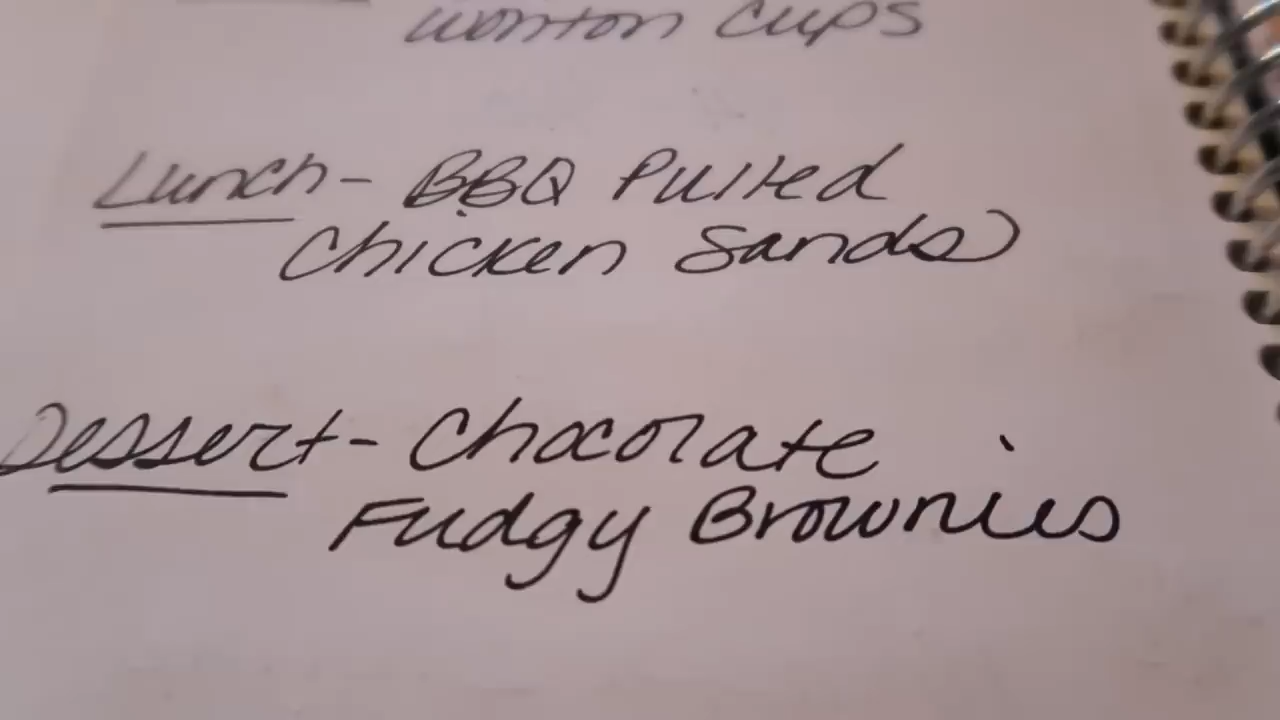 wonton cups
Lunch- BBQ Pulled
Chicken Sands
Dessert- Chocolate
Fudgy Brownies